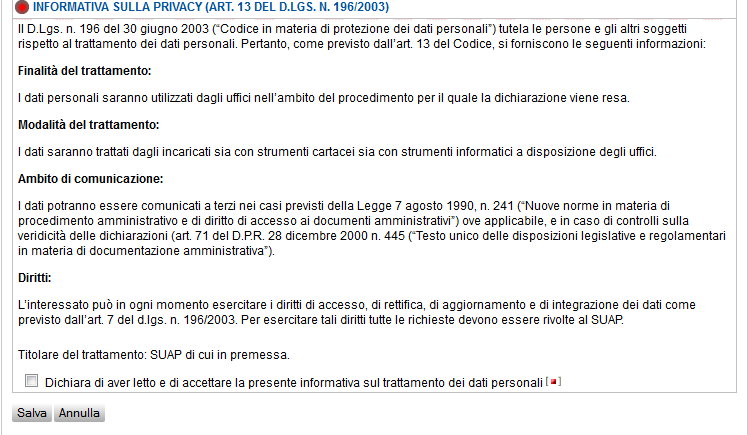 INFORMATIVA SULLA PRIVACY (ART. 13 DEL D.LGS. N. 196/2003)
Il D.Lgs. n. 196 del 30 giugno 2003 (“Codice in materia di protezione dei dati personali”) tutela le persone e gli altri soggetti
rispetto al trattamento dei dati personali. Pertanto, come previsto dall’art. 13 del Codice, si forniscono le seguenti informazioni:
Finalità del trattamento:
I dati personali saranno utilizzati dagli uffici nell’ambito del procedimento per il quale la dichiarazione viene resa.
Modalità del trattamento:
I dati saranno trattati dagli incaricati sia con strumenti cartacei sia con strumenti informatici a disposizione degli uffici.
Ambito di comunicazione:
I dati potranno essere comunicati a terzi nei casi previsti della Legge 7 agosto 1990, n. 241 (“Nuove norme in materia di
procedimento amministrativo e di diritto di accesso ai documenti amministrativi”) ove applicabile, e in caso di controlli sulla
veridicità delle dichiarazioni (art. 71 del D.P.R. 28 dicembre 2000 n. 445 (“Testo unico delle disposizioni legislative e regolamentari
in materia di documentazione amministrativa”).
Diritti:
L’interessato può in ogni momento esercitare i diritti di accesso, di rettifica, di aggiornamento e di integrazione dei dati come
previsto dall’art. 7 del d.lgs. n. 196/2003. Per esercitare tali diritti tutte le richieste devono essere rivolte al SUAP.
Titolare del trattamento: SUAP di cui in premessa.
Dichiara di aver letto e di accettare la presente informativa sul trattamento dei dati personali
Salva Annulla